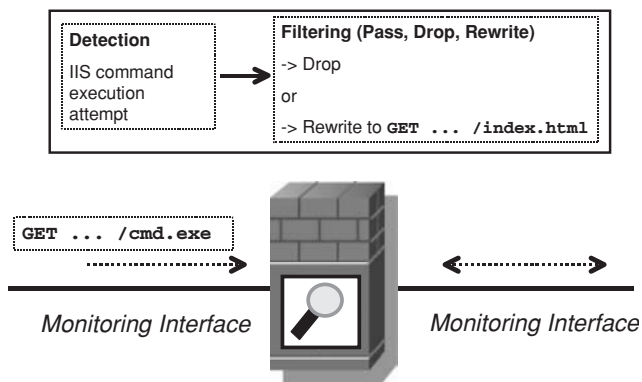 Detection
IIS command
execution
attempt
Filtering (Pass, Drop, Rewrite)
-> Drop
or
-> Rewrite to GET ... /index.html
GET ... /cmd.exe
Monitoring Interface
Monitoring Interface